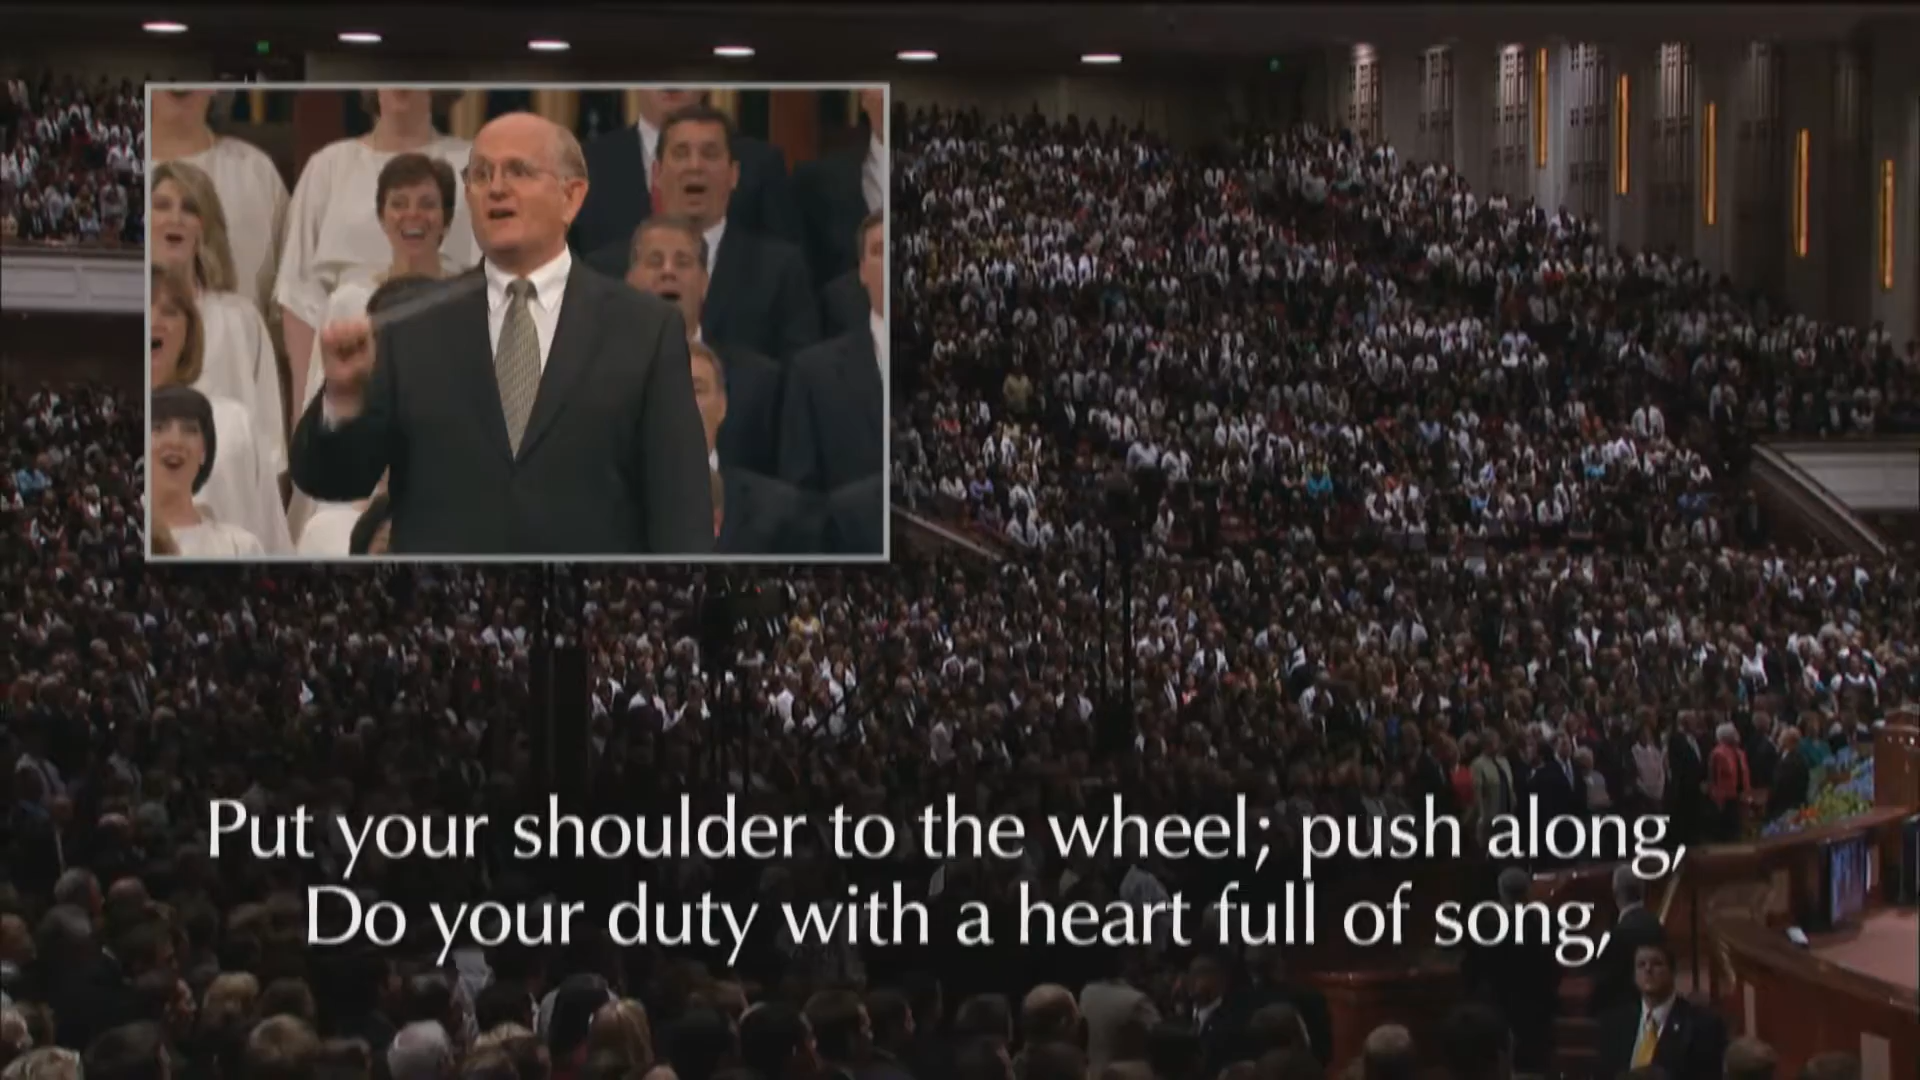 Put your shoulder to the wheel; push along,
Do your duty with a heart full of song,